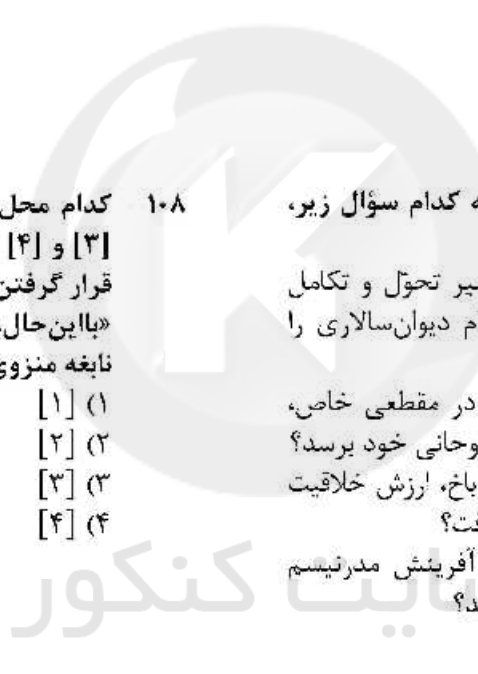 ه کدام سؤال زیر،
یر تحوّل و تکامل
م دیوان‌سالاری را
در مقطعی خاص،
وحانی خود برسد؟
باخ، ارزش خلاقیت
فت؟
آفرینش مدرنیسم
د؟
۱۰۸ کدام محل
[۳] و [۴]
قرار گرفتن
«بااین‌حال،
نابغه منزوی
۱) [۱]
۲) [۲]
۳) [۳]
۴) [۴]
سایت کنکور